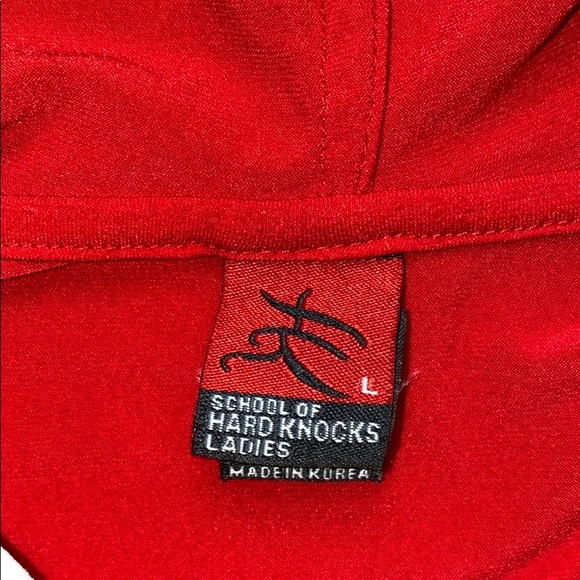 L
SCHOOL OF
HARD KNOCKS
LADIES
MADE IN KOREA